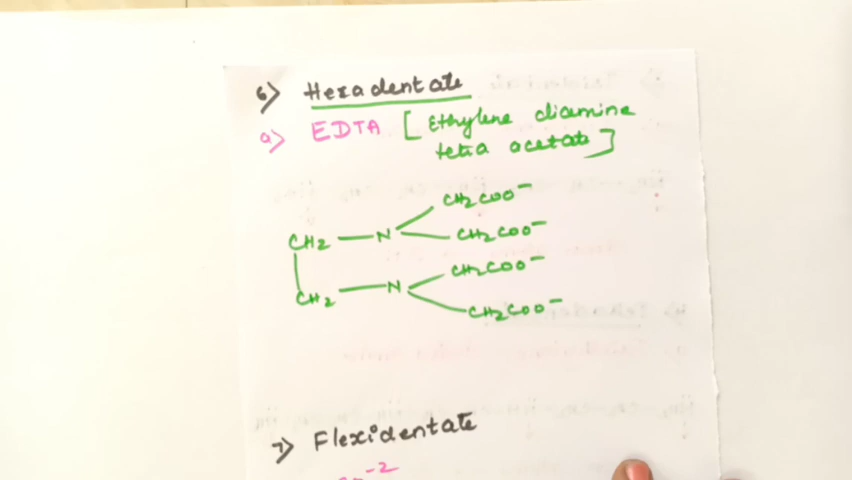 6) Hexadentate
a) EDTA [Ethylene diamine
tetra acetate]
CH2COO−
CH2 — N CH2COO−
CH2COO−
CH2 — N
CH2COO−
7) Flexidentate